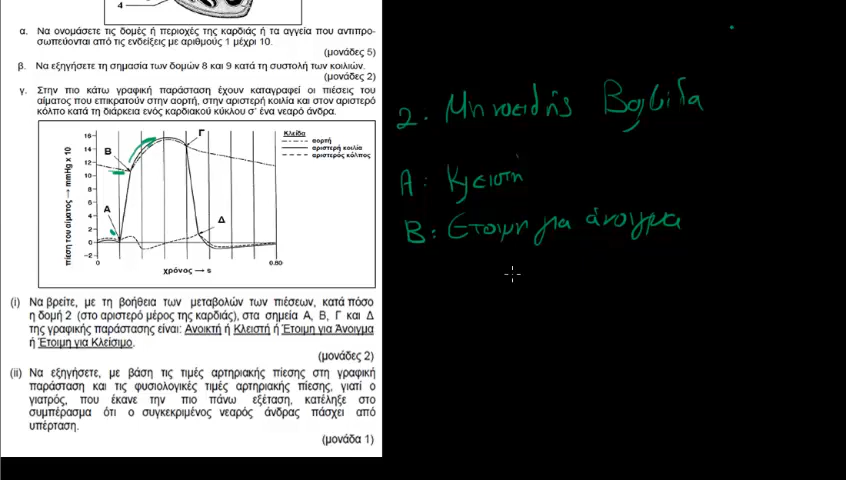 4
α. Να ονομάσετε τις δομές ή περιοχές της καρδιάς ή τα αγγεία που αντιπρο-
σωπεύονται από τις ενδείξεις με αριθμούς 1 μέχρι 10.
(μονάδες 5)
β. Να εξηγήσετε τη σημασία των δομών 8 και 9 κατά τη συστολή των κοιλιών.
(μονάδες 2)
γ. Στην πιο κάτω γραφική παράσταση έχουν καταγραφεί οι πιέσεις του
αίματος που επικρατούν στην αορτή, στην αριστερή κοιλία και στον αριστερό
κόλπο κατά τη διάρκεια ενός καρδιακού κύκλου σ' ένα νεαρό άνδρα.
πίεση του αίματος → mmHg x 10
16
14
12
10
8
6
4
2
0
−2
Β
Γ
Α
Δ
Κλείδα
αορτή
αριστερή κοιλία
αριστερός κόλπος
0
0.80
χρόνος → s
(i) Να βρείτε, με τη βοήθεια των μεταβολών των πιέσεων, κατά πόσο
η δομή 2 (στο αριστερό μέρος της καρδιάς), στα σημεία Α, Β, Γ και Δ
της γραφικής παράστασης είναι: Ανοικτή ή Κλειστή ή Έτοιμη για Άνοιγμα
ή Έτοιμη για Κλείσιμο.
(μονάδες 2)
(ii) Να εξηγήσετε, με βάση τις τιμές αρτηριακής πίεσης στη γραφική
παράσταση και τις φυσιολογικές τιμές αρτηριακής πίεσης, γιατί ο
γιατρός, που έκανε την πιο πάνω εξέταση, κατέληξε στο
συμπέρασμα ότι ο συγκεκριμένος νεαρός άνδρας πάσχει από
υπέρταση.
(μονάδα 1)
2. Μηνοειδής Βαλβίδα
Α: Κλειστή
Β: Έτοιμη για άνοιγμα